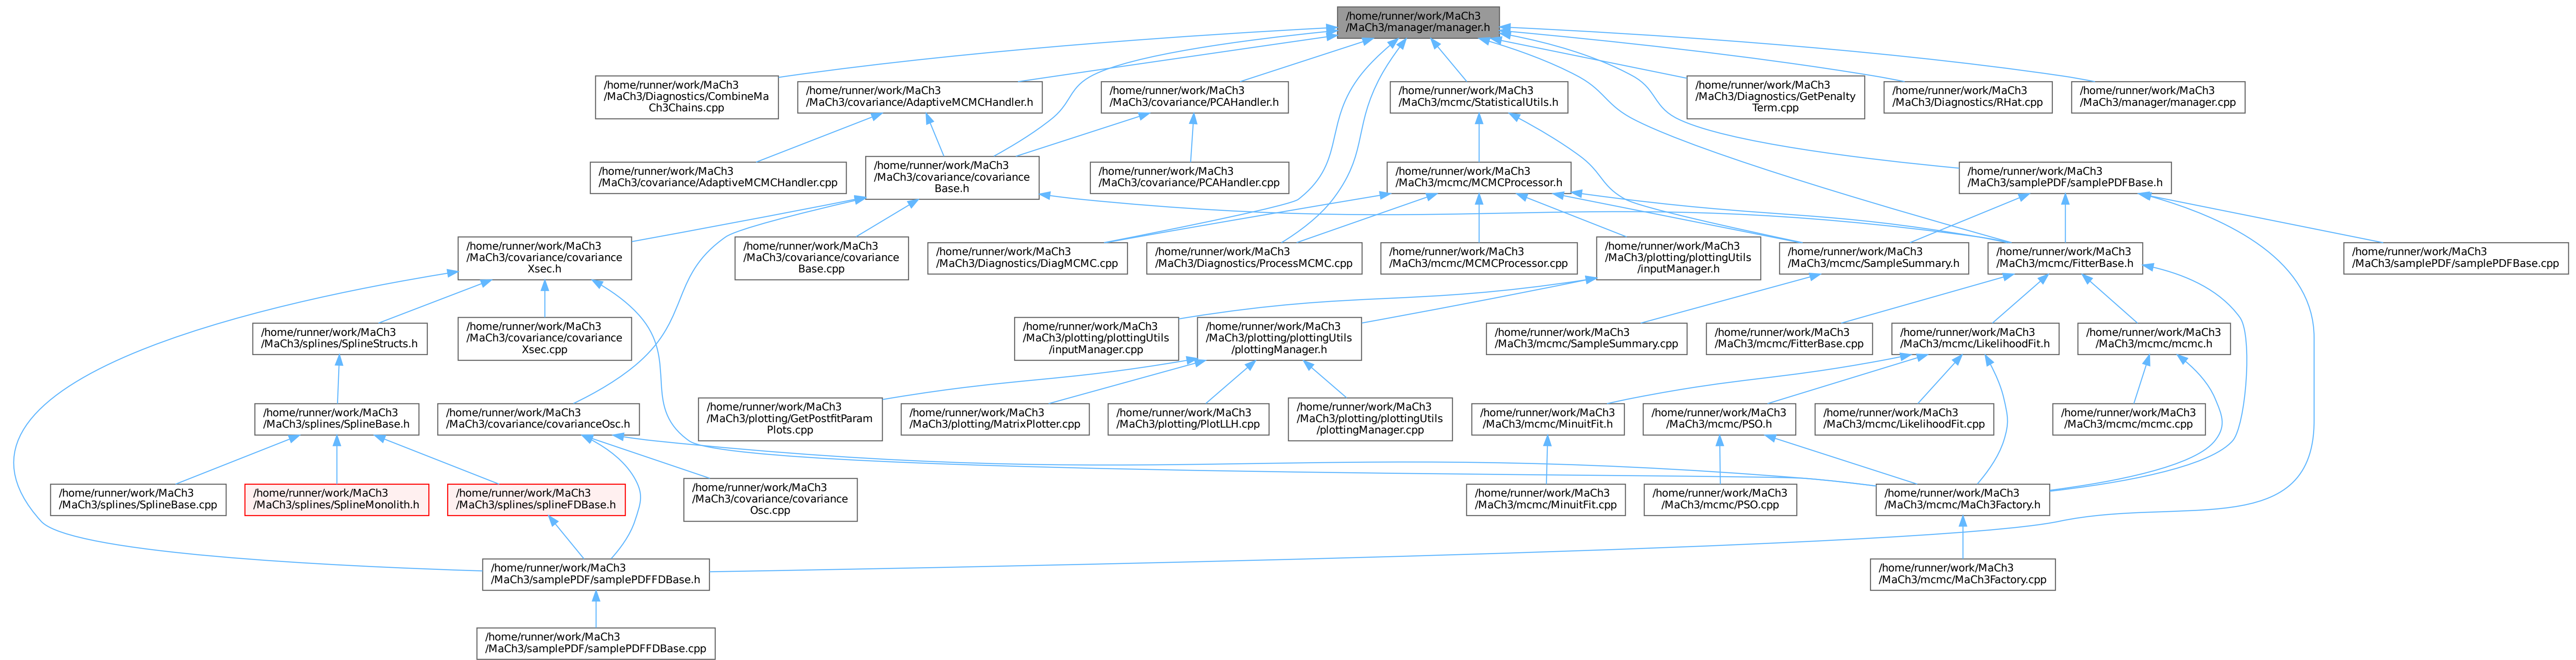 /home/runner/work/MaCh3
/MaCh3/manager/manager.h
/home/runner/work/MaCh3
/MaCh3/Diagnostics/CombineMa
Ch3Chains.cpp
/home/runner/work/MaCh3
/MaCh3/covariance/AdaptiveMCMCHandler.h
/home/runner/work/MaCh3
/MaCh3/covariance/PCAHandler.h
/home/runner/work/MaCh3
/MaCh3/mcmc/StatisticalUtils.h
/home/runner/work/MaCh3
/MaCh3/Diagnostics/GetPenalty
Term.cpp
/home/runner/work/MaCh3
/MaCh3/Diagnostics/RHat.cpp
/home/runner/work/MaCh3
/MaCh3/manager/manager.cpp
/home/runner/work/MaCh3
/MaCh3/covariance/AdaptiveMCMCHandler.cpp
/home/runner/work/MaCh3
/MaCh3/covariance/covariance
Base.h
/home/runner/work/MaCh3
/MaCh3/covariance/PCAHandler.cpp
/home/runner/work/MaCh3
/MaCh3/mcmc/MCMCProcessor.h
/home/runner/work/MaCh3
/MaCh3/samplePDF/samplePDFBase.h
/home/runner/work/MaCh3
/MaCh3/covariance/covariance
Xsec.h
/home/runner/work/MaCh3
/MaCh3/covariance/covariance
Base.cpp
/home/runner/work/MaCh3
/MaCh3/Diagnostics/DiagMCMC.cpp
/home/runner/work/MaCh3
/MaCh3/Diagnostics/ProcessMCMC.cpp
/home/runner/work/MaCh3
/MaCh3/mcmc/MCMCProcessor.cpp
/home/runner/work/MaCh3
/MaCh3/plotting/plottingUtils
/inputManager.h
/home/runner/work/MaCh3
/MaCh3/mcmc/SampleSummary.h
/home/runner/work/MaCh3
/MaCh3/mcmc/FitterBase.h
/home/runner/work/MaCh3
/MaCh3/samplePDF/samplePDFBase.cpp
/home/runner/work/MaCh3
/MaCh3/splines/SplineStructs.h
/home/runner/work/MaCh3
/MaCh3/covariance/covariance
Xsec.cpp
/home/runner/work/MaCh3
/MaCh3/plotting/plottingUtils
/inputManager.cpp
/home/runner/work/MaCh3
/MaCh3/plotting/plottingUtils
/plottingManager.h
/home/runner/work/MaCh3
/MaCh3/mcmc/SampleSummary.cpp
/home/runner/work/MaCh3
/MaCh3/mcmc/FitterBase.cpp
/home/runner/work/MaCh3
/MaCh3/mcmc/LikelihoodFit.h
/home/runner/work/MaCh3
/MaCh3/mcmc/mcmc.h
/home/runner/work/MaCh3
/MaCh3/splines/SplineBase.h
/home/runner/work/MaCh3
/MaCh3/covariance/covarianceOsc.h
/home/runner/work/MaCh3
/MaCh3/plotting/GetPostfitParam
Plots.cpp
/home/runner/work/MaCh3
/MaCh3/plotting/MatrixPlotter.cpp
/home/runner/work/MaCh3
/MaCh3/plotting/PlotLLH.cpp
/home/runner/work/MaCh3
/MaCh3/plotting/plottingUtils
/plottingManager.cpp
/home/runner/work/MaCh3
/MaCh3/mcmc/MinuitFit.h
/home/runner/work/MaCh3
/MaCh3/mcmc/PSO.h
/home/runner/work/MaCh3
/MaCh3/mcmc/LikelihoodFit.cpp
/home/runner/work/MaCh3
/MaCh3/mcmc/mcmc.cpp
/home/runner/work/MaCh3
/MaCh3/splines/SplineBase.cpp
/home/runner/work/MaCh3
/MaCh3/splines/SplineMonolith.h
/home/runner/work/MaCh3
/MaCh3/splines/splineFDBase.h
/home/runner/work/MaCh3
/MaCh3/covariance/covariance
Osc.cpp
/home/runner/work/MaCh3
/MaCh3/mcmc/MinuitFit.cpp
/home/runner/work/MaCh3
/MaCh3/mcmc/PSO.cpp
/home/runner/work/MaCh3
/MaCh3/mcmc/MaCh3Factory.h
/home/runner/work/MaCh3
/MaCh3/samplePDF/samplePDFFDBase.h
/home/runner/work/MaCh3
/MaCh3/mcmc/MaCh3Factory.cpp
/home/runner/work/MaCh3
/MaCh3/samplePDF/samplePDFFDBase.cpp